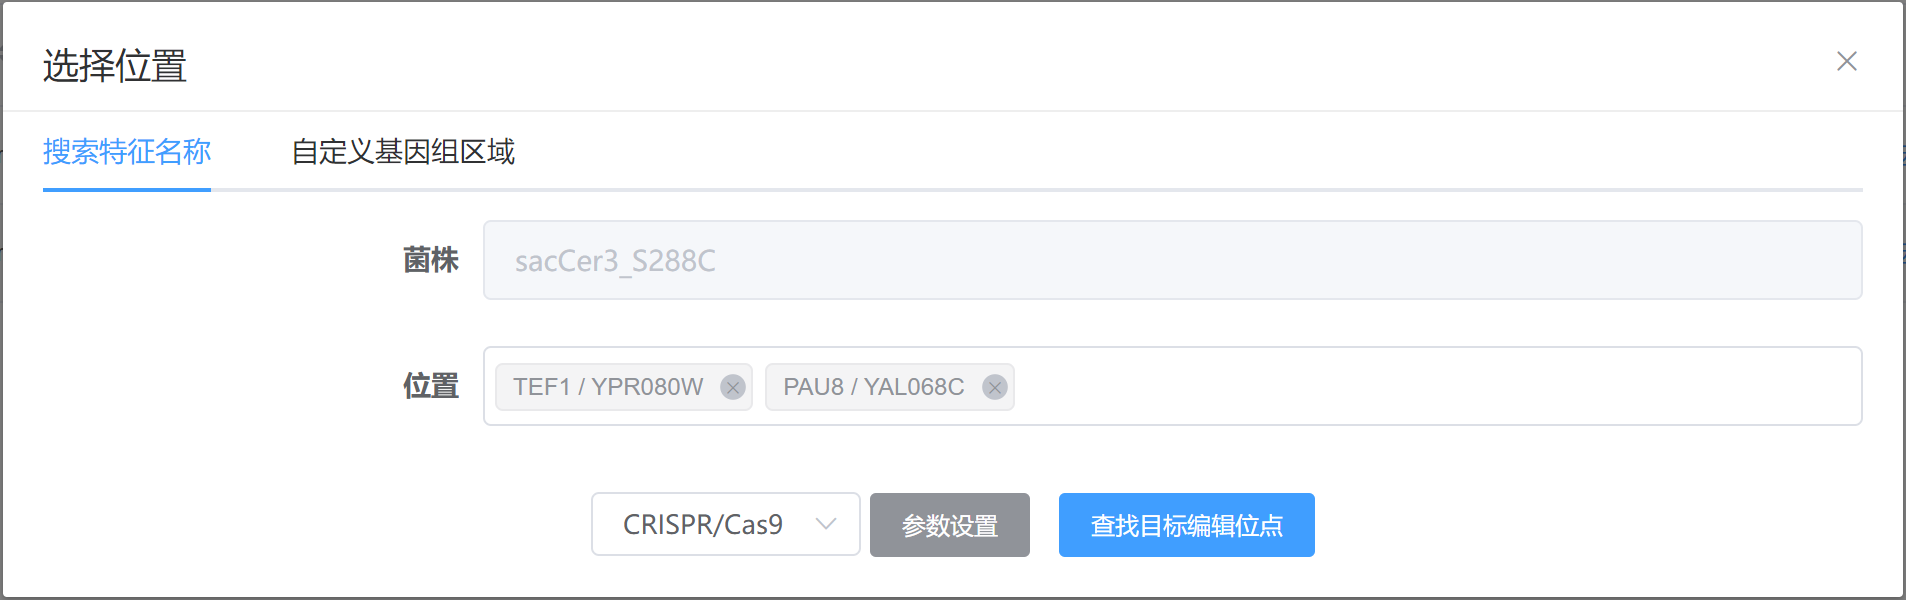 选择位置
搜索特征名称 自定义基因组区域
菌株 sacCer3_S288C
位置 TEF1 / YPR080W PAU8 / YAL068C
CRISPR/Cas9 参数设置 查找目标编辑位点